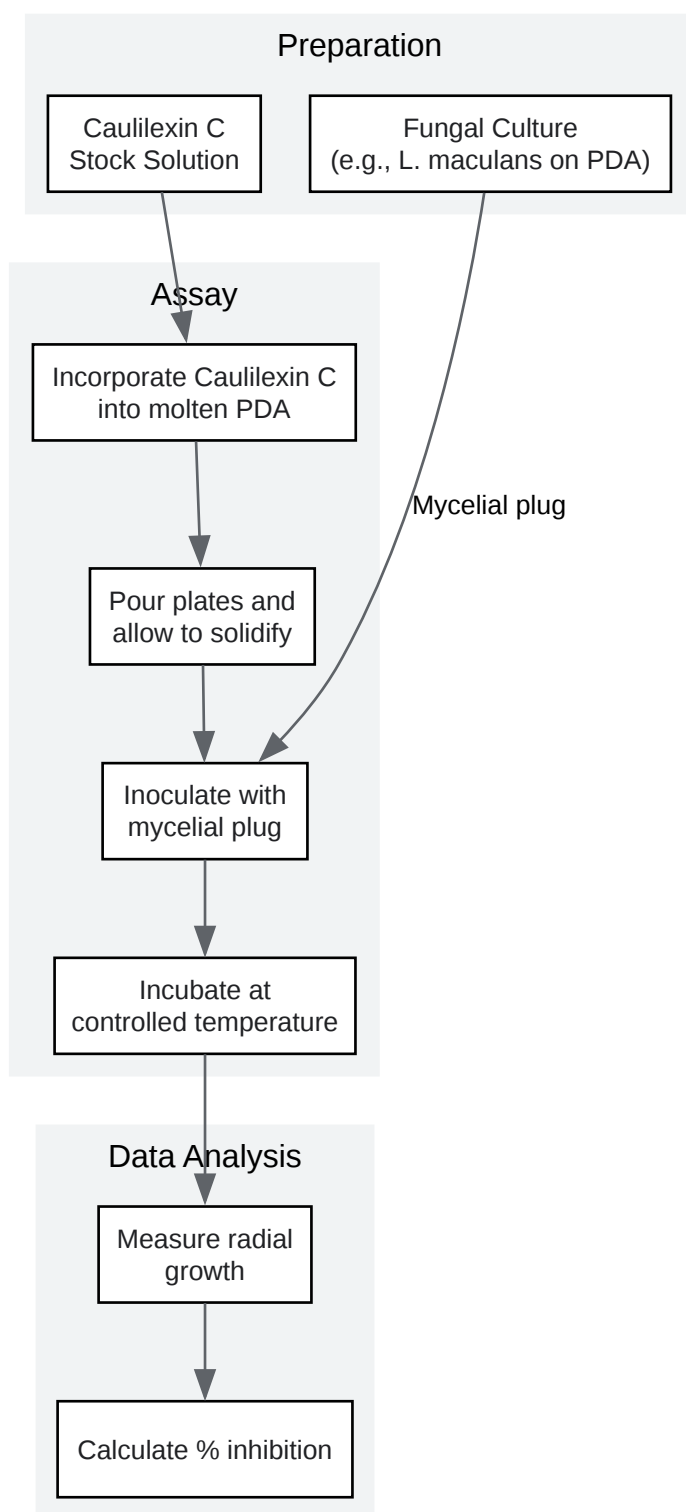 Preparation
Caulilexin C
Stock Solution
Fungal Culture
(e.g., L. maculans on PDA)
Assay
Incorporate Caulilexin C
into molten PDA
Mycelial plug
Pour plates and
allow to solidify
Inoculate with
mycelial plug
Incubate at
controlled temperature
Data Analysis
Measure radial
growth
Calculate % inhibition